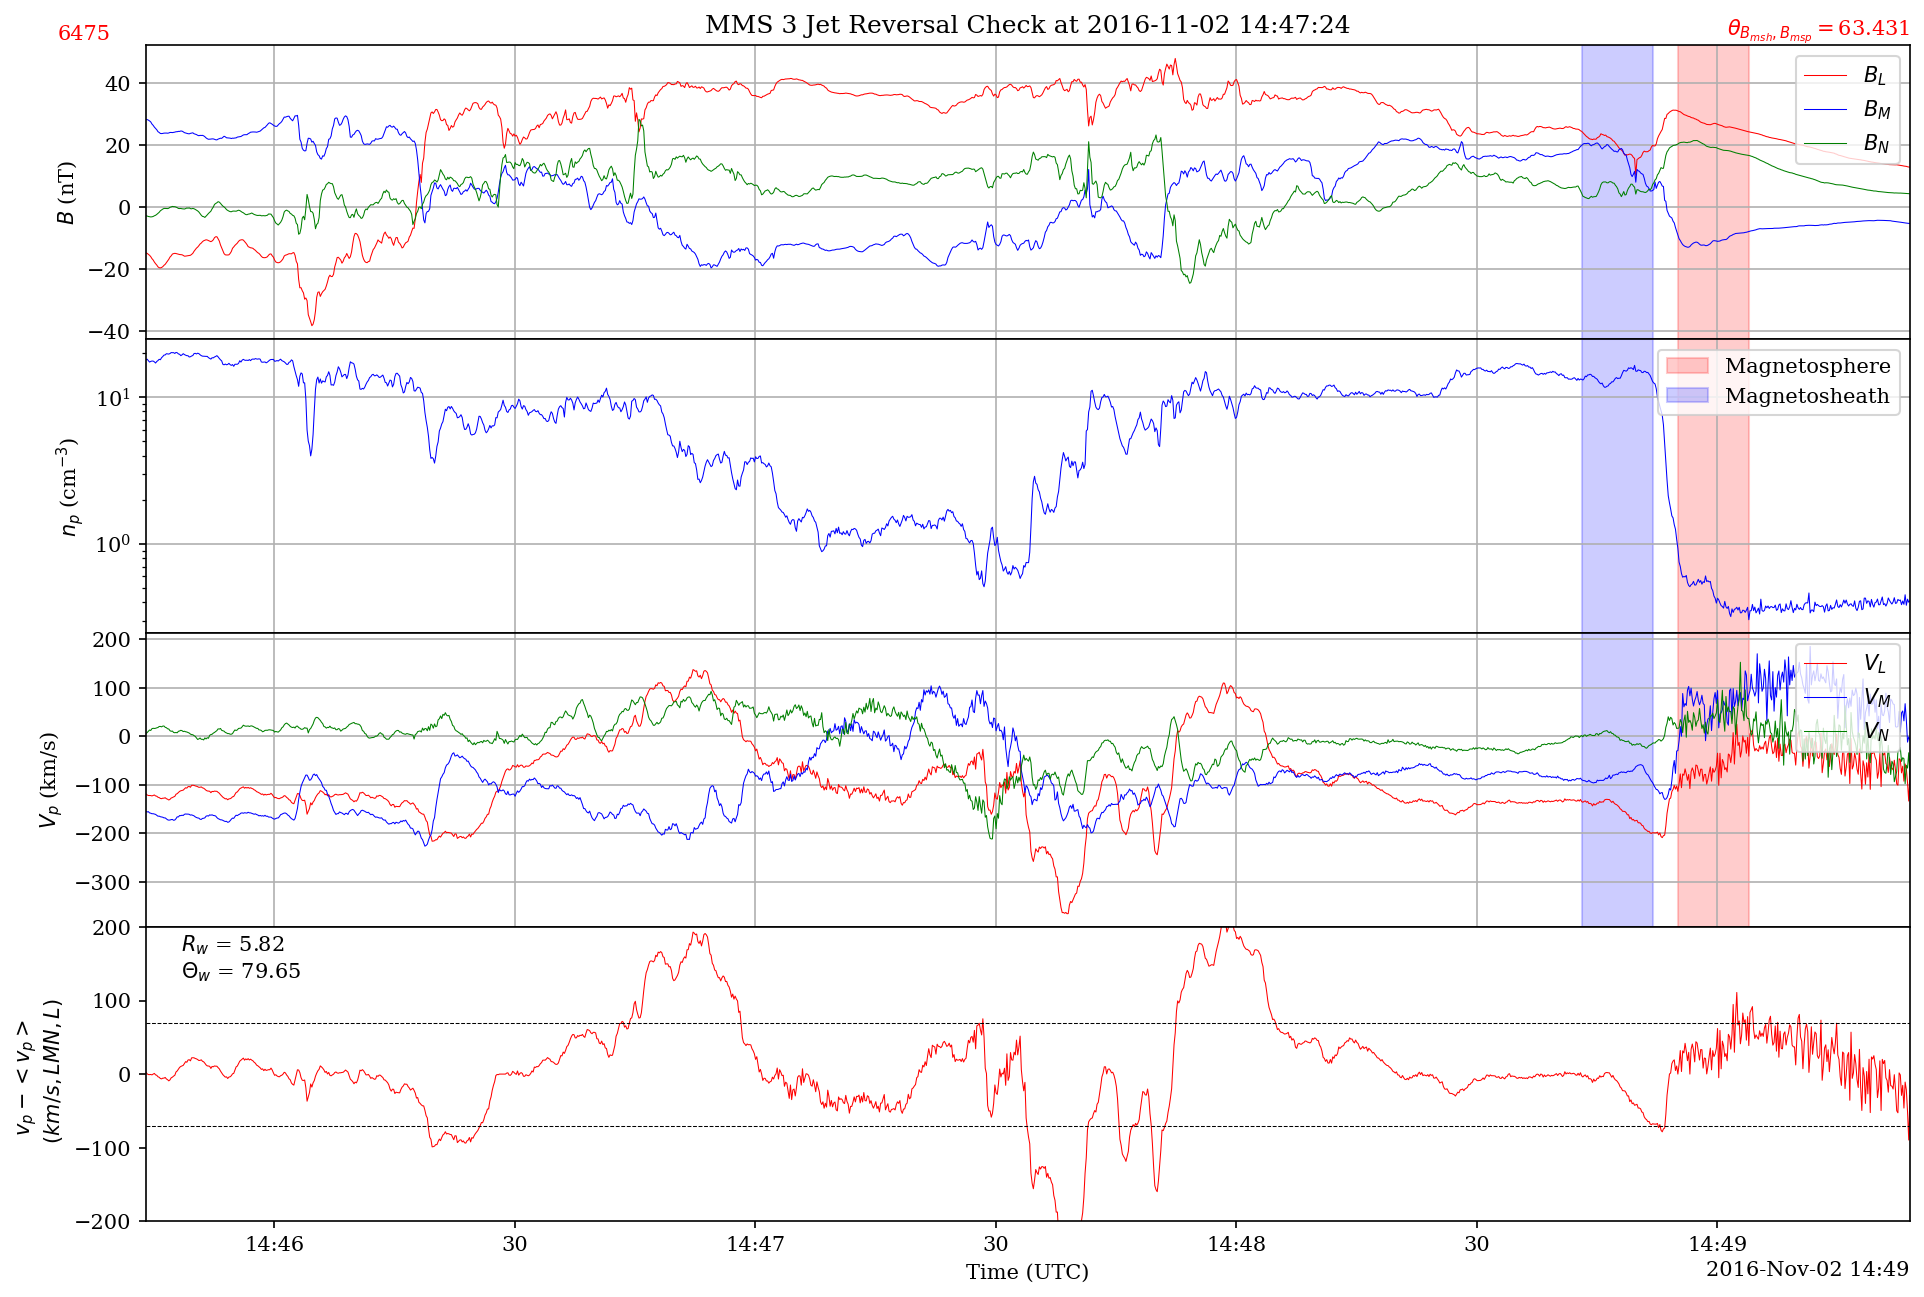 MMS 3 Jet Reversal Check at 2016-11-02 14:47:24
6475
θ_{B_{msh}, B_{msp}} = 63.431
B (nT)
40
20
0
−20
−40
B_L
B_M
B_N
n_p (cm⁻³)
10¹
10⁰
Magnetosphere
Magnetosheath
V_p (km/s)
200
100
0
−100
−200
−300
V_L
V_M
V_N
v_p − < v_p >
(km/s, LMN, L)
200
100
0
−100
−200
R_w = 5.82
Θ_w = 79.65
14:46 30 14:47 30 14:48 30 14:49
Time (UTC)
2016-Nov-02 14:49